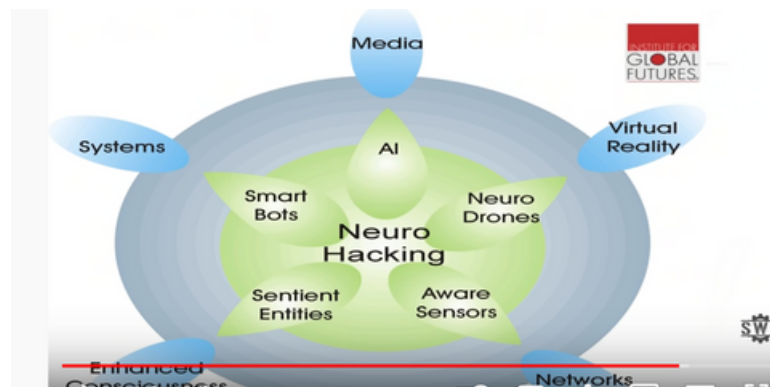 Media
INSTITUTE FOR
GLOBAL
FUTURES
Systems
Virtual
Reality
AI
Smart
Bots
Neuro
Drones
Neuro
Hacking
Sentient
Entities
Aware
Sensors
SW
Enhanced
Consciousness
Networks